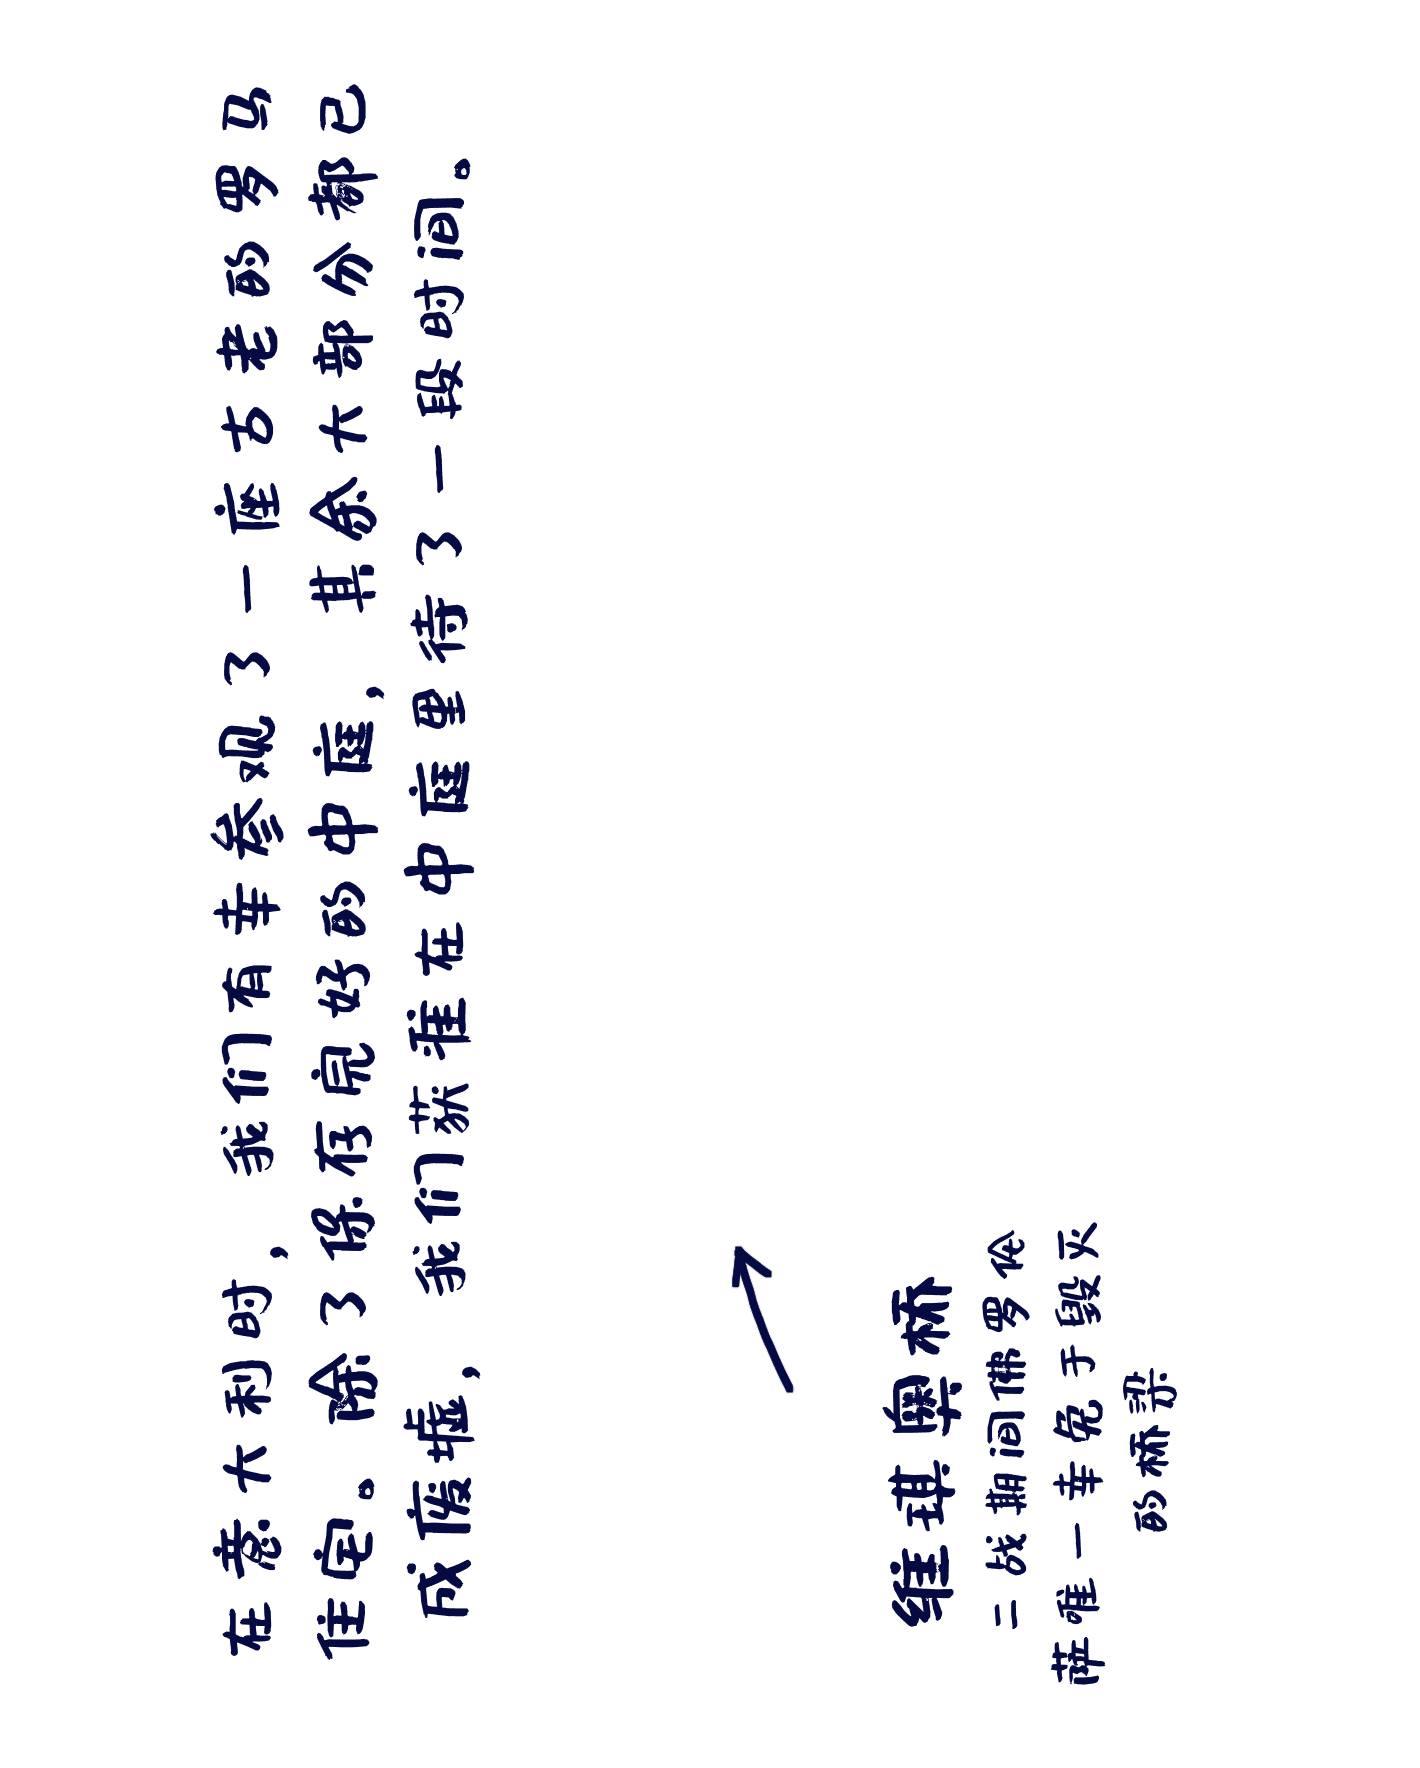 在意大利时，我们有幸参观了一座古老的罗马
住宅。除了保存完好的中庭，其余大部分都已
成废墟，我们获准在中庭里待了一段时间。
维琪奥桥
二战期间佛罗伦
萨唯一幸免于毁灭
的桥梁